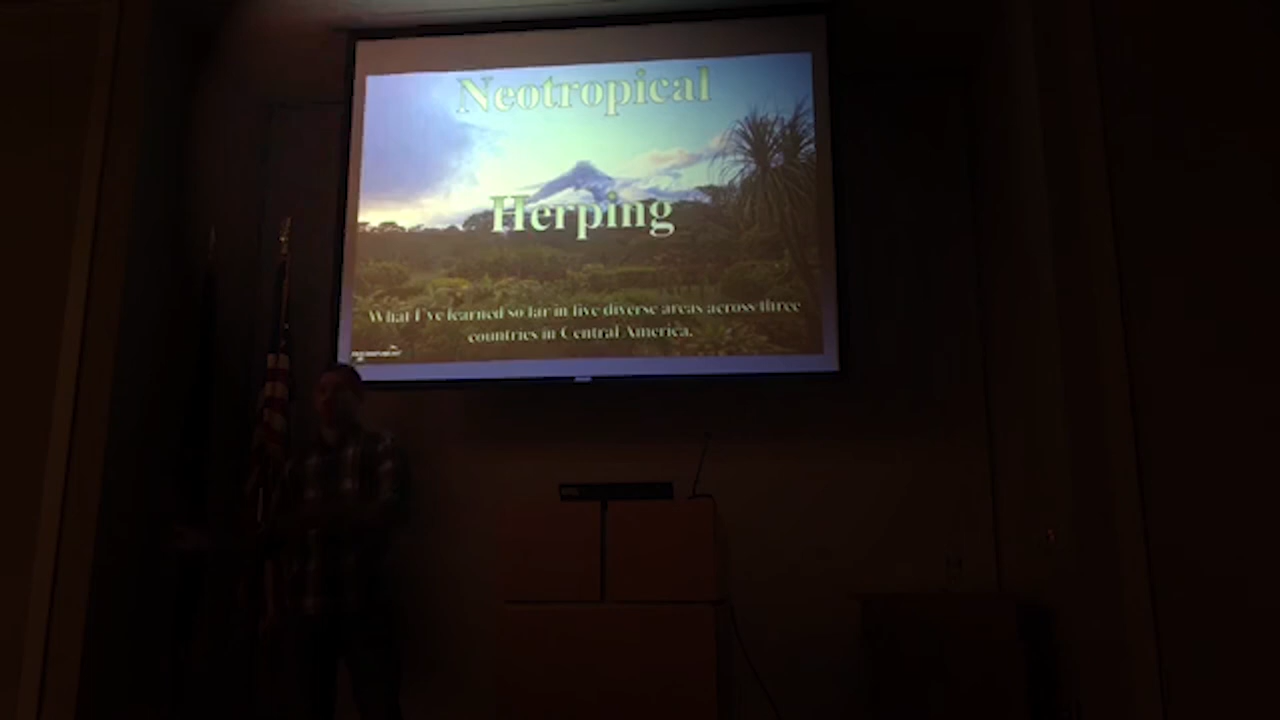 Neotropical
Herping
What I've learned so far in five diverse areas across three
countries in Central America.